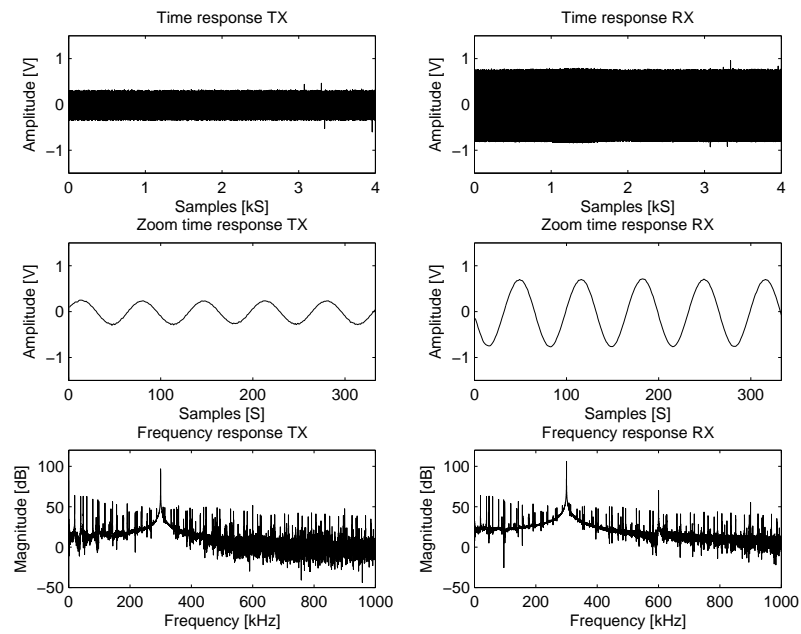 Time response TX
Time response RX
Amplitude [V]
1
0
−1
0 1 2 3 4
Samples [kS]
Amplitude [V]
1
0
−1
0 1 2 3 4
Samples [kS]
Zoom time response TX
Zoom time response RX
Amplitude [V]
1
0
−1
0 100 200 300
Samples [S]
Amplitude [V]
1
0
−1
0 100 200 300
Samples [S]
Frequency response TX
Frequency response RX
Magnitude [dB]
100
50
0
−50
0 200 400 600 800 1000
Frequency [kHz]
Magnitude [dB]
100
50
0
−50
0 200 400 600 800 1000
Frequency [kHz]